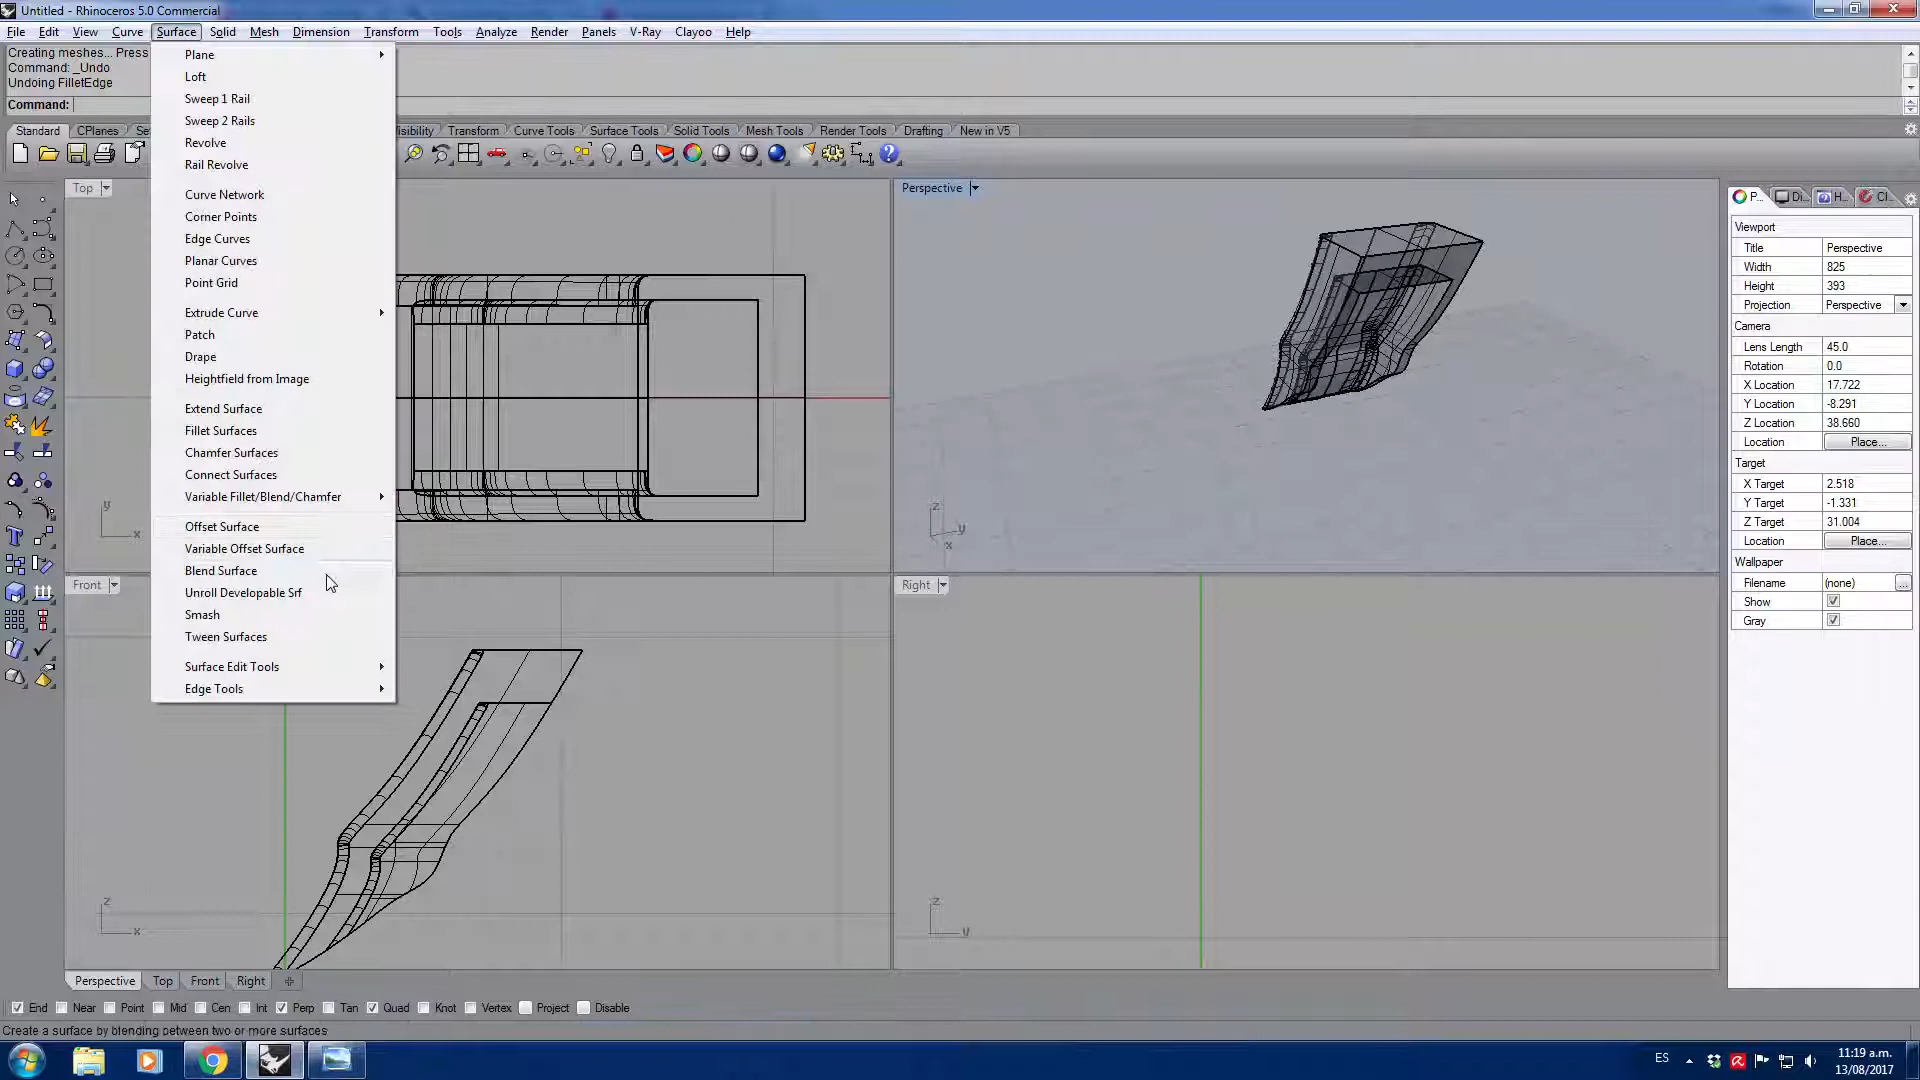 Untitled - Rhinoceros 5.0 Commercial
File Edit View Curve Surface Solid Mesh Dimension Transform Tools Analyze Render Panels V-Ray Clayoo Help
Creating meshes... Press
Command: _Undo
Undoing FilletEdge
Command:
Standard CPlanes Set isibility Transform Curve Tools Surface Tools Solid Tools Mesh Tools Render Tools Drafting New in V5
Plane
Loft
Sweep 1 Rail
Sweep 2 Rails
Revolve
Rail Revolve
Curve Network
Corner Points
Edge Curves
Planar Curves
Point Grid
Extrude Curve
Patch
Drape
Heightfield from Image
Extend Surface
Fillet Surfaces
Chamfer Surfaces
Connect Surfaces
Variable Fillet/Blend/Chamfer
Offset Surface
Variable Offset Surface
Blend Surface
Unroll Developable Srf
Smash
Tween Surfaces
Surface Edit Tools
Edge Tools
Top
y
x
Perspective
z
y
x
Front
z
x
Right
z
y
P... Di... H... Cl...
Viewport
Title Perspective
Width 825
Height 393
Projection Perspective
Camera
Lens Length 45.0
Rotation 0.0
X Location 17.722
Y Location -8.291
Z Location 38.660
Location Place...
Target
X Target 2.518
Y Target -1.331
Z Target 31.004
Location Place...
Wallpaper
Filename (none) ...
Show
Gray
Perspective Top Front Right
End Near Point Mid Cen Int Perp Tan Quad Knot Vertex Project Disable
Create a surface by blending between two or more surfaces
ES
11:19 a.m.
13/08/2017